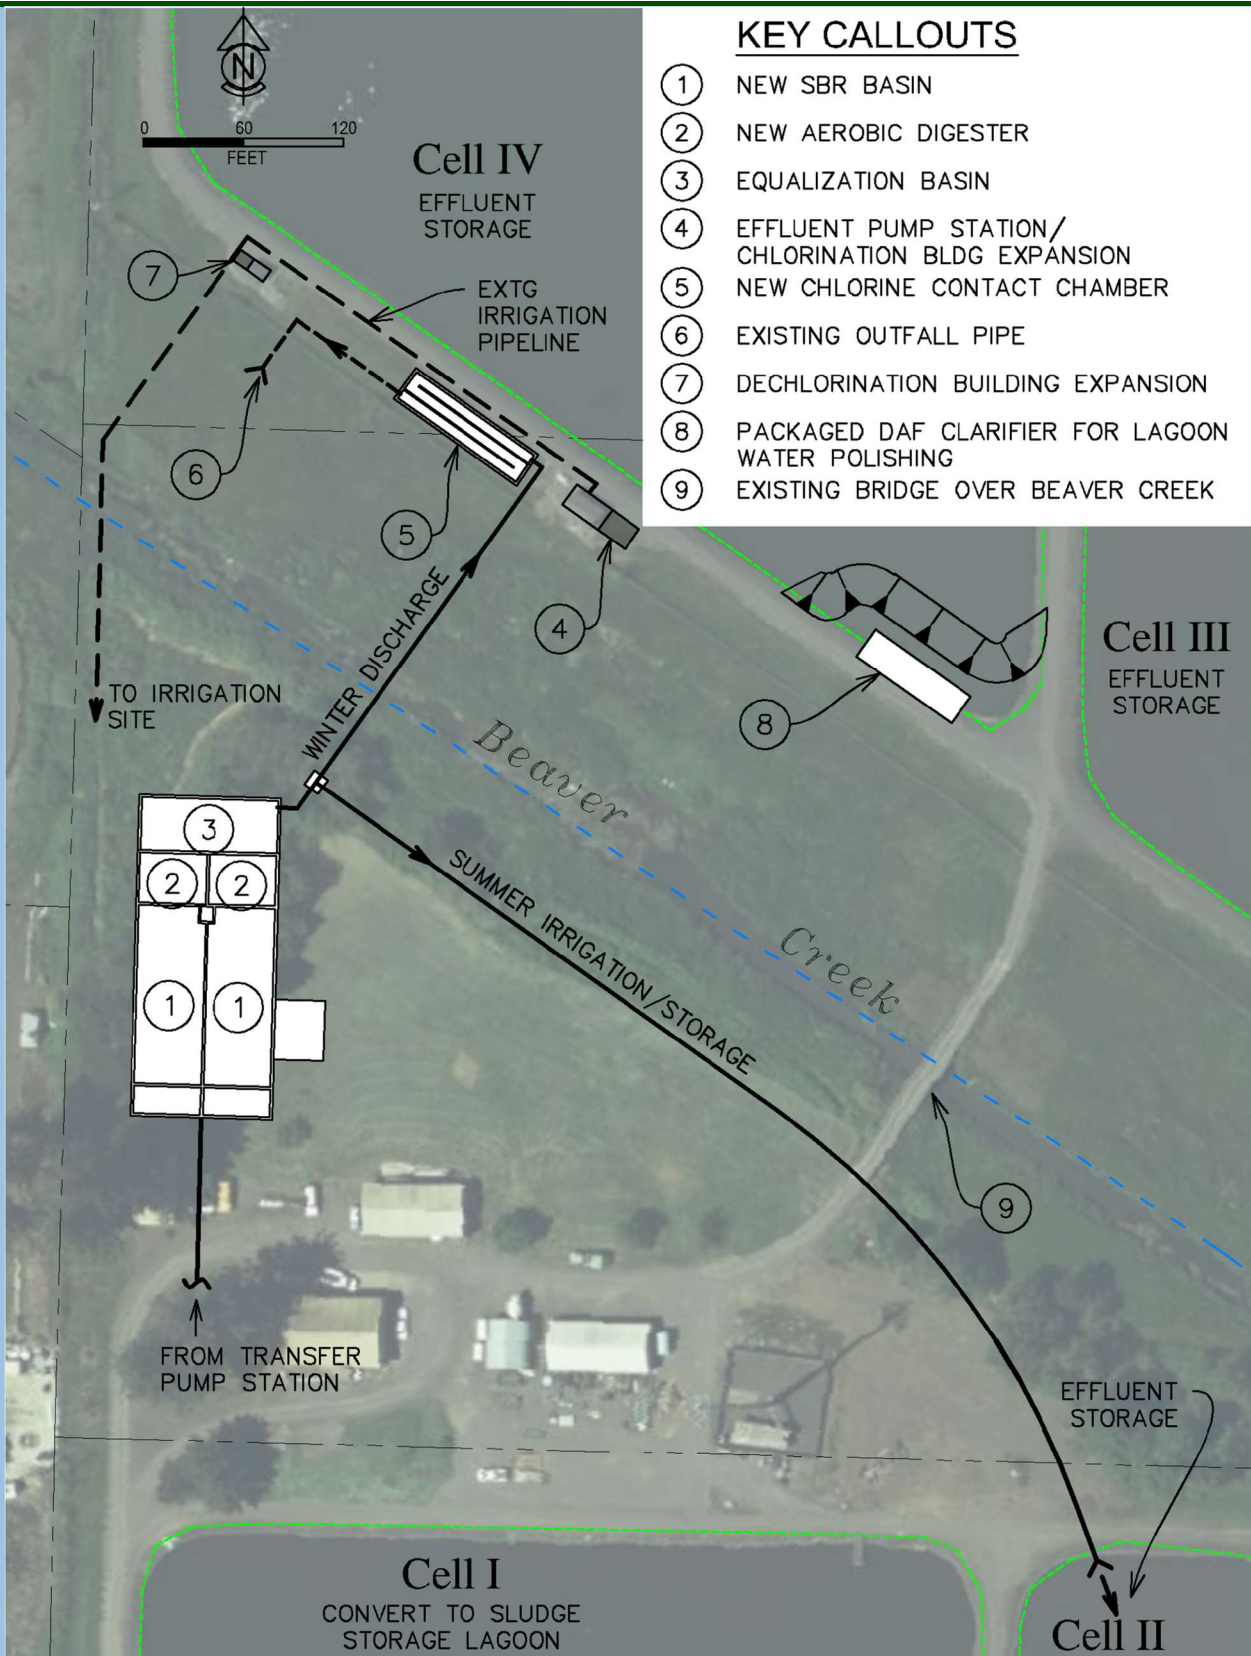 KEY CALLOUTS
1 NEW SBR BASIN
2 NEW AEROBIC DIGESTER
3 EQUALIZATION BASIN
4 EFFLUENT PUMP STATION/
CHLORINATION BLDG EXPANSION
5 NEW CHLORINE CONTACT CHAMBER
6 EXISTING OUTFALL PIPE
7 DECHLORINATION BUILDING EXPANSION
8 PACKAGED DAF CLARIFIER FOR LAGOON
WATER POLISHING
9 EXISTING BRIDGE OVER BEAVER CREEK
N
0 60 120
FEET
Cell IV
EFFLUENT
STORAGE
7
EXTG
IRRIGATION
PIPELINE
6
5
4
WINTER DISCHARGE
Cell III
EFFLUENT
STORAGE
8
TO IRRIGATION
SITE
Beaver
Creek
3
2 2
1 1
SUMMER IRRIGATION/STORAGE
9
FROM TRANSFER
PUMP STATION
EFFLUENT
STORAGE
Cell I
CONVERT TO SLUDGE
STORAGE LAGOON
Cell II